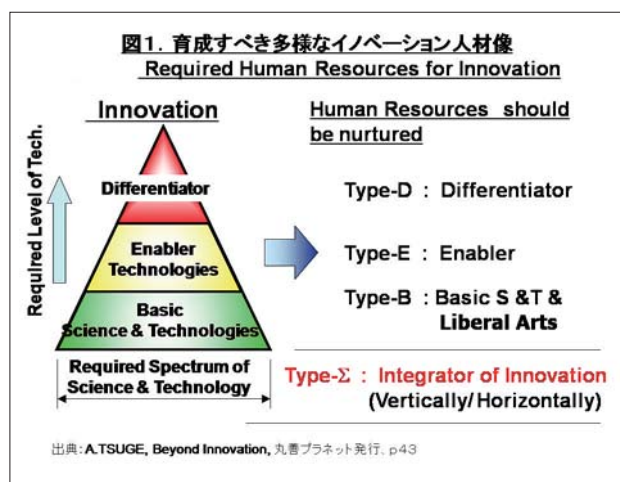 図1．育成すべき多様なイノベーション人材像
Required Human Resources for Innovation
Innovation
Required Level of Tech.
Differentiator
Enabler
Technologies
Basic
Science & Technologies
Required Spectrum of
Science & Technology
Human Resources should
be nurtured
Type-D : Differentiator
Type-E : Enabler
Type-B : Basic S &T &
Liberal Arts
Type-Σ : Integrator of Innovation
(Vertically/Horizontally)
出典：A.TSUGE, Beyond Innovation, 丸善プラネット発行．p43